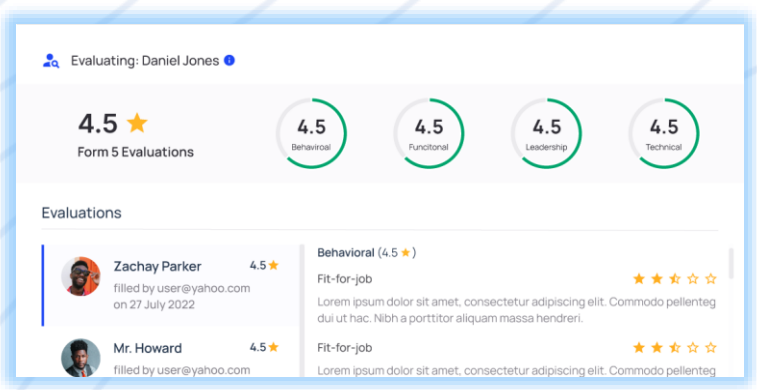 Evaluating: Daniel Jones
4.5
Form 5 Evaluations
4.5
Behaviroal
4.5
Funcitonal
4.5
Leadership
4.5
Technical
Evaluations
Zachay Parker 4.5
filled by user@yahoo.com
on 27 July 2022
Mr. Howard 4.5
filled by user@yahoo.com
Behavioral (4.5 ★)
Fit-for-job
Lorem ipsum dolor sit amet, consectetur adipiscing elit. Commodo pellenteg
dui ut hac. Nibh a porttitor aliquam massa hendreri.
Fit-for-job
Lorem ipsum dolor sit amet, consectetur adipiscing elit. Commodo pellenteg